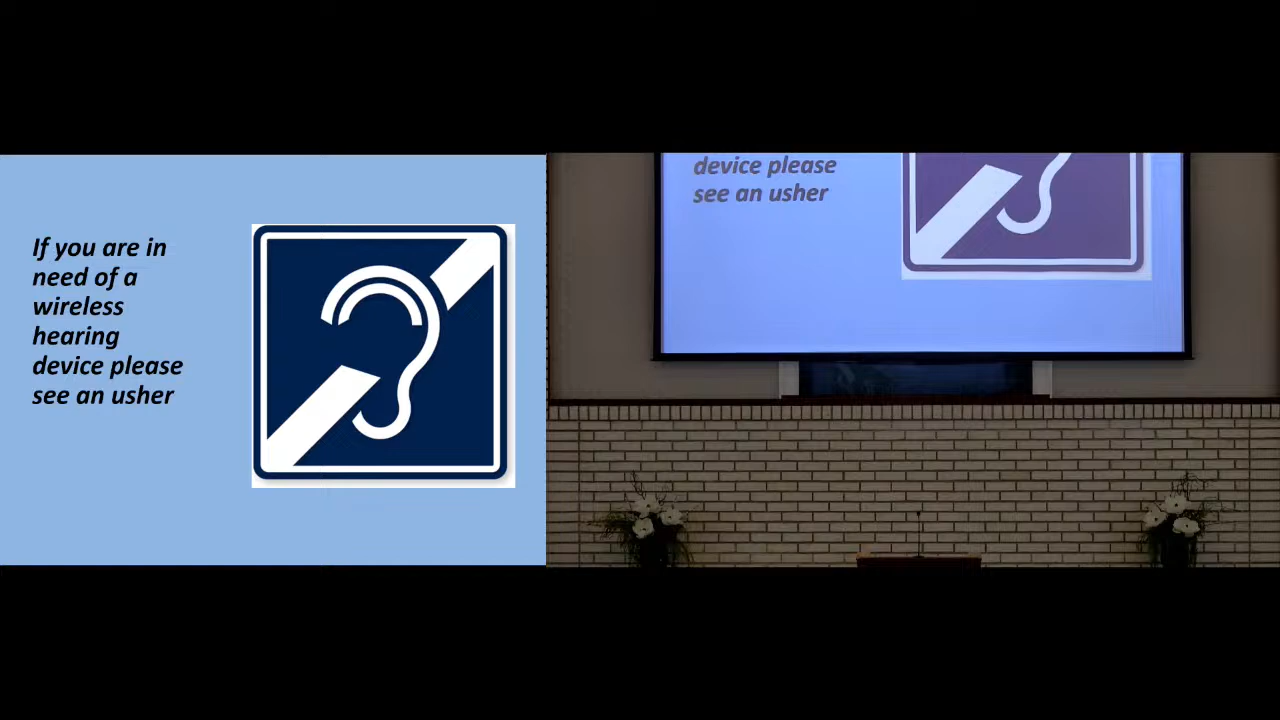 If you are in
need of a
wireless
hearing
device please
see an usher
device please
see an usher